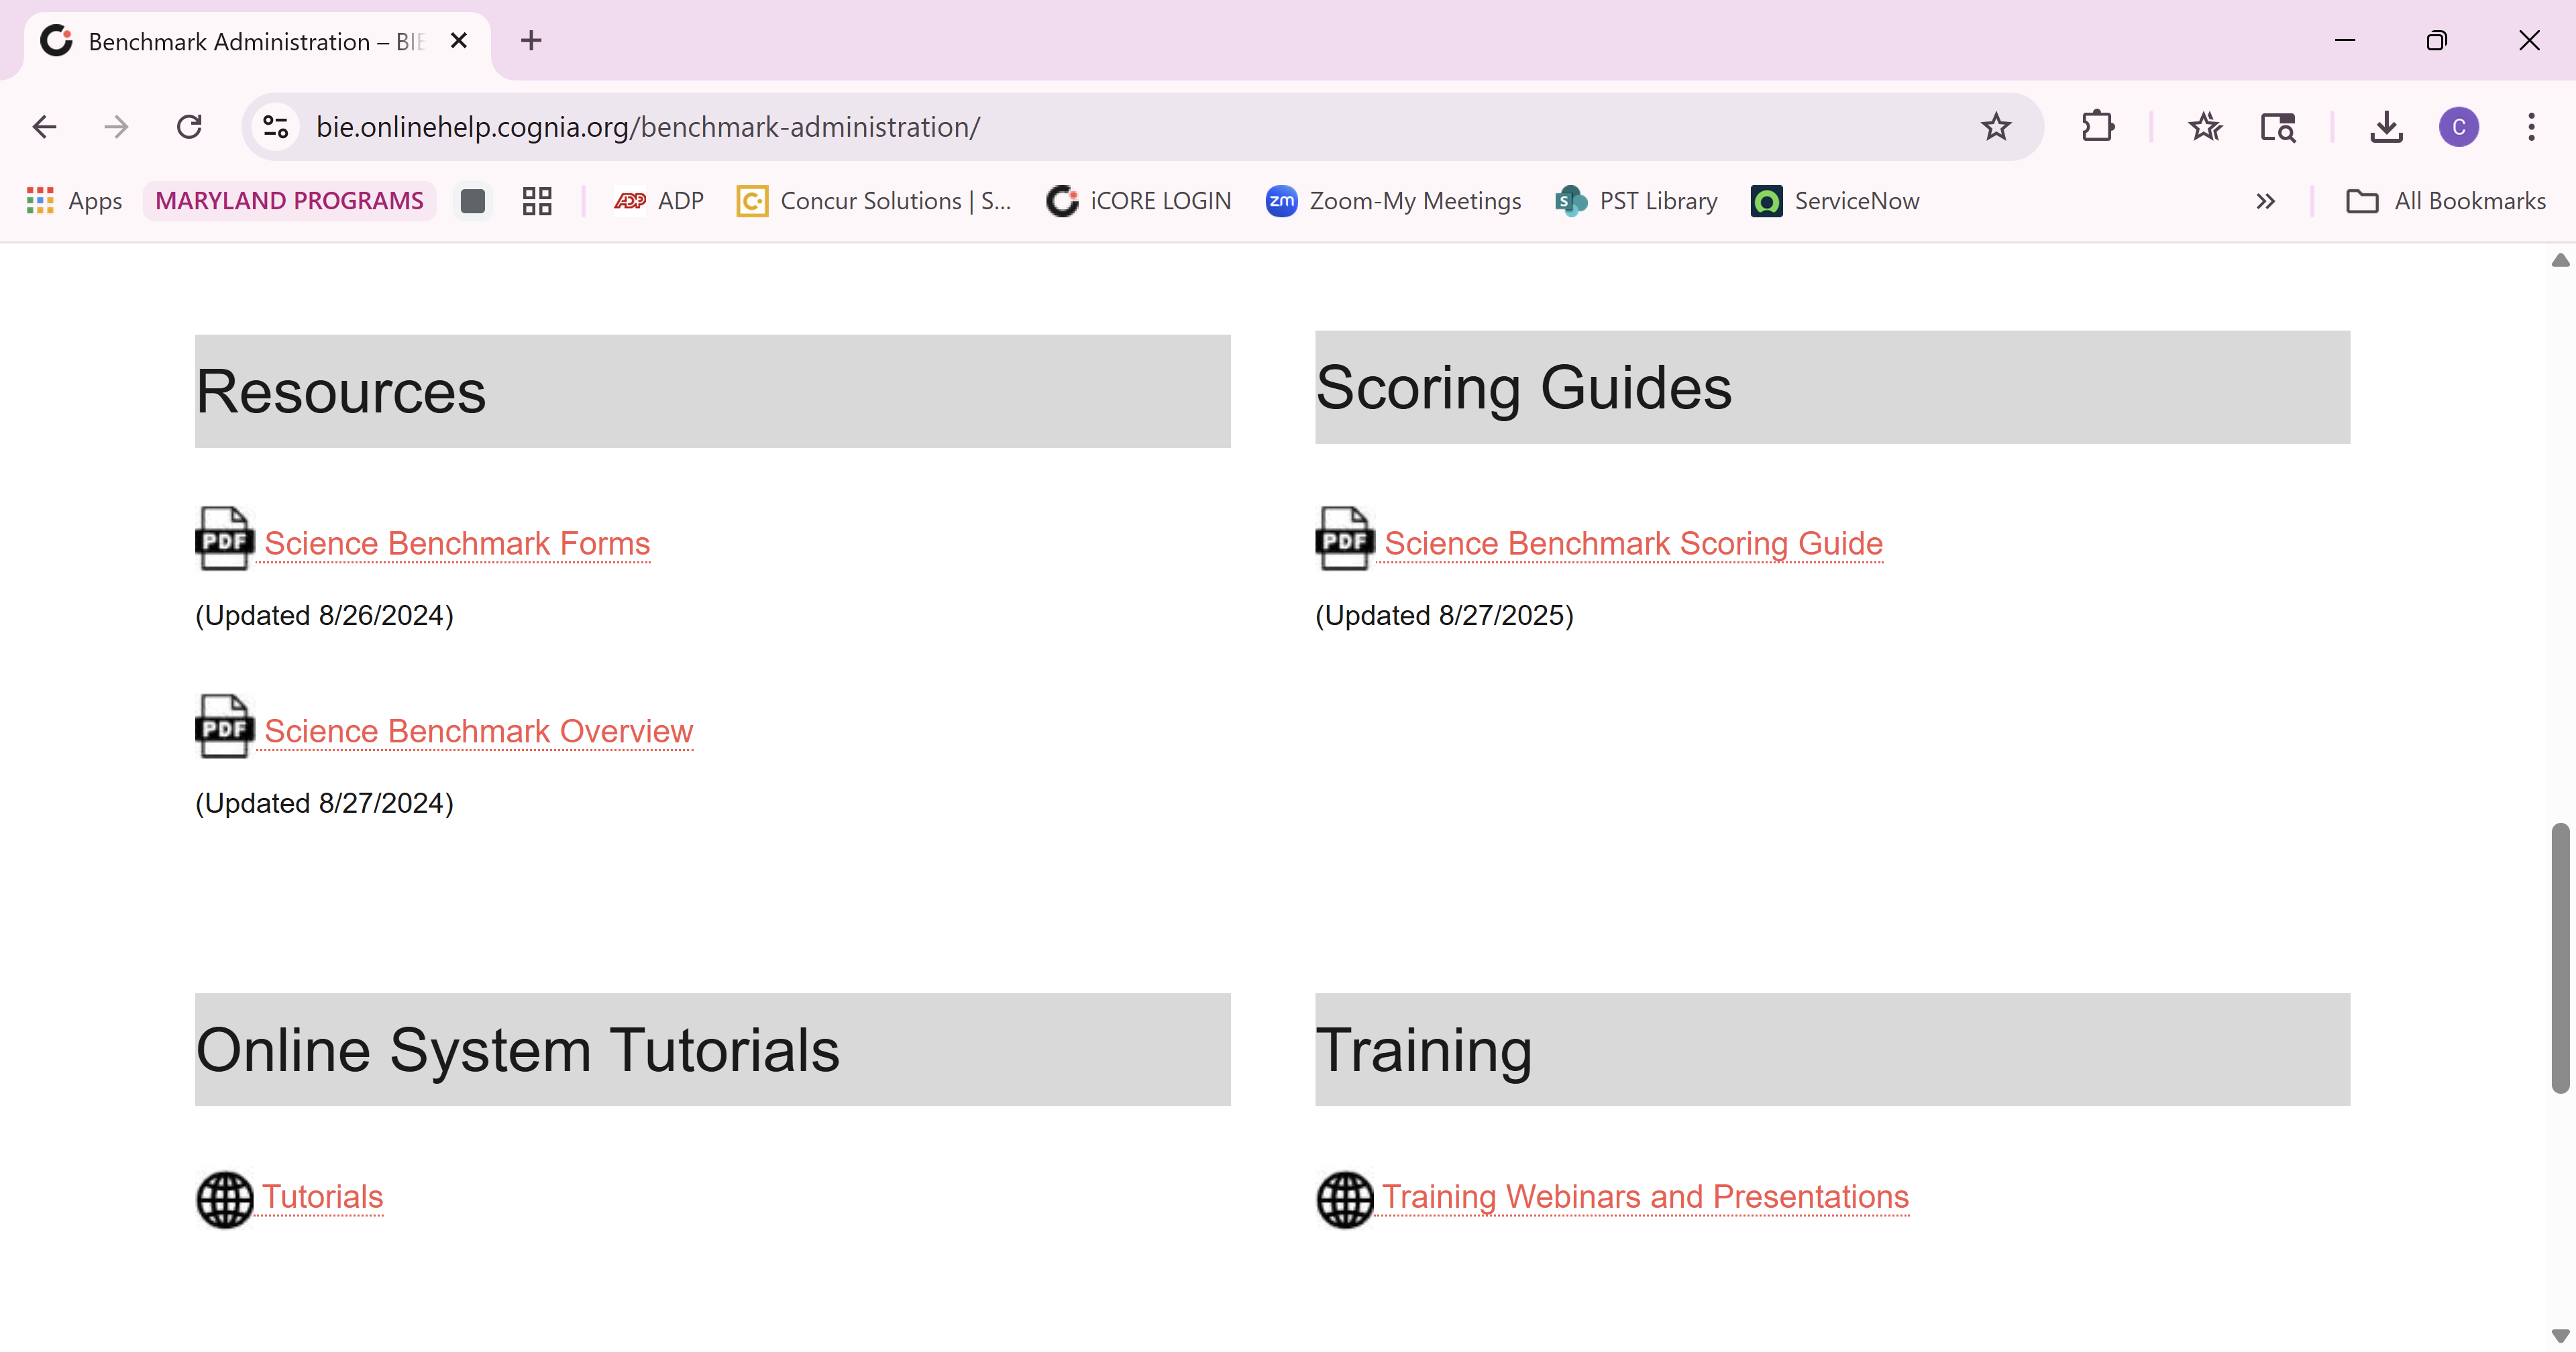 Benchmark Administration – BIE
bie.onlinehelp.cognia.org/benchmark-administration/
C
Apps
MARYLAND PROGRAMS
ADP ADP
C Concur Solutions | S...
iCORE LOGIN
zm Zoom-My Meetings
S PST Library
ServiceNow
All Bookmarks
Resources
PDF Science Benchmark Forms
(Updated 8/26/2024)
PDF Science Benchmark Overview
(Updated 8/27/2024)
Scoring Guides
PDF Science Benchmark Scoring Guide
(Updated 8/27/2025)
Online System Tutorials
Tutorials
Training
Training Webinars and Presentations